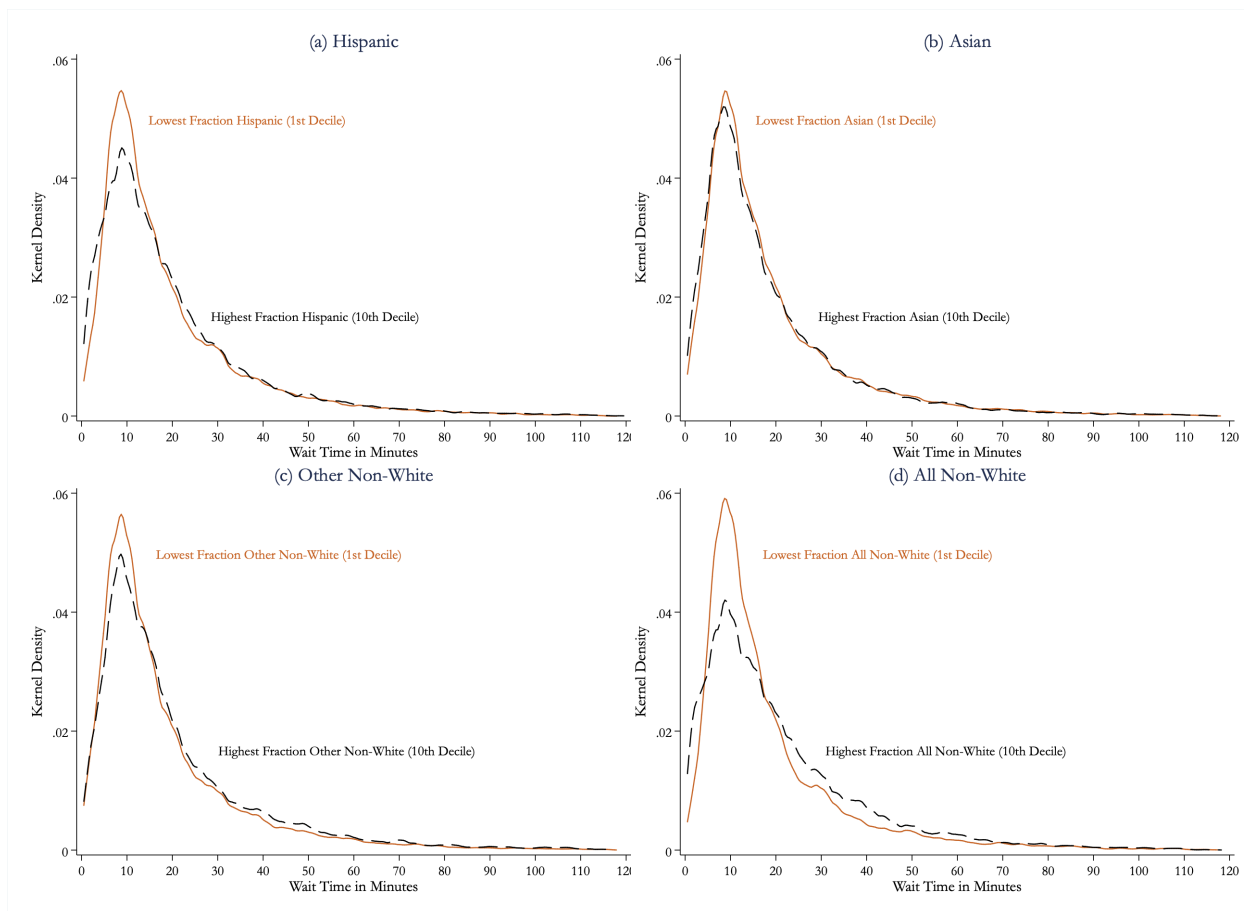 (a) Hispanic
.06
.04
.02
0
Kernel Density
Lowest Fraction Hispanic (1st Decile)
Highest Fraction Hispanic (10th Decile)
0 10 20 30 40 50 60 70 80 90 100 110 120
Wait Time in Minutes
(b) Asian
.06
.04
.02
0
Kernel Density
Lowest Fraction Asian (1st Decile)
Highest Fraction Asian (10th Decile)
0 10 20 30 40 50 60 70 80 90 100 110 120
Wait Time in Minutes
(c) Other Non-White
.06
.04
.02
0
Kernel Density
Lowest Fraction Other Non-White (1st Decile)
Highest Fraction Other Non-White (10th Decile)
0 10 20 30 40 50 60 70 80 90 100 110 120
Wait Time in Minutes
(d) All Non-White
.06
.04
.02
0
Kernel Density
Lowest Fraction All Non-White (1st Decile)
Highest Fraction All Non-White (10th Decile)
0 10 20 30 40 50 60 70 80 90 100 110 120
Wait Time in Minutes